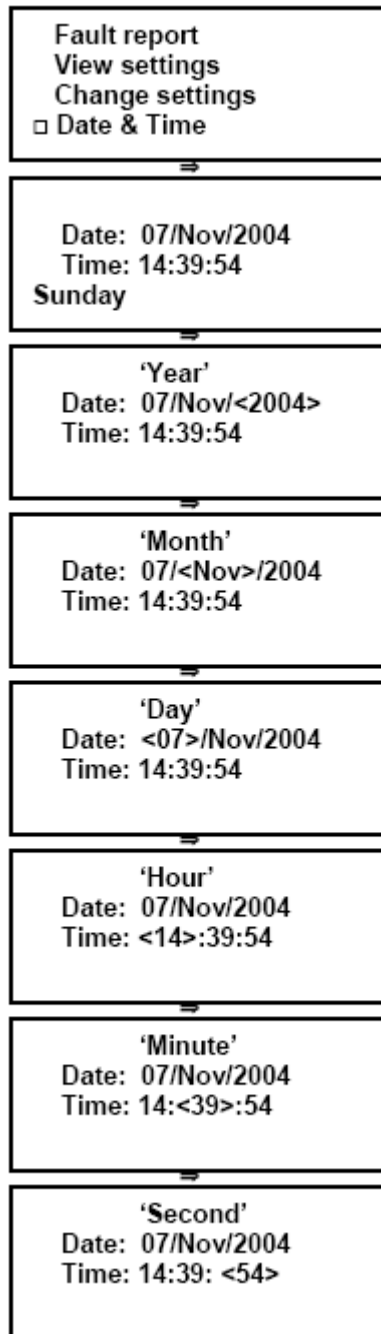 Fault report
View settings
Change settings
□ Date & Time
⇒
Date: 07/Nov/2004
Time: 14:39:54
Sunday
⇒
‘Year’
Date: 07/Nov/<2004>
Time: 14:39:54
⇒
‘Month’
Date: 07/<Nov>/2004
Time: 14:39:54
⇒
‘Day’
Date: <07>/Nov/2004
Time: 14:39:54
⇒
‘Hour’
Date: 07/Nov/2004
Time: <14>:39:54
⇒
‘Minute’
Date: 07/Nov/2004
Time: 14:<39>:54
⇒
‘Second’
Date: 07/Nov/2004
Time: 14:39: <54>